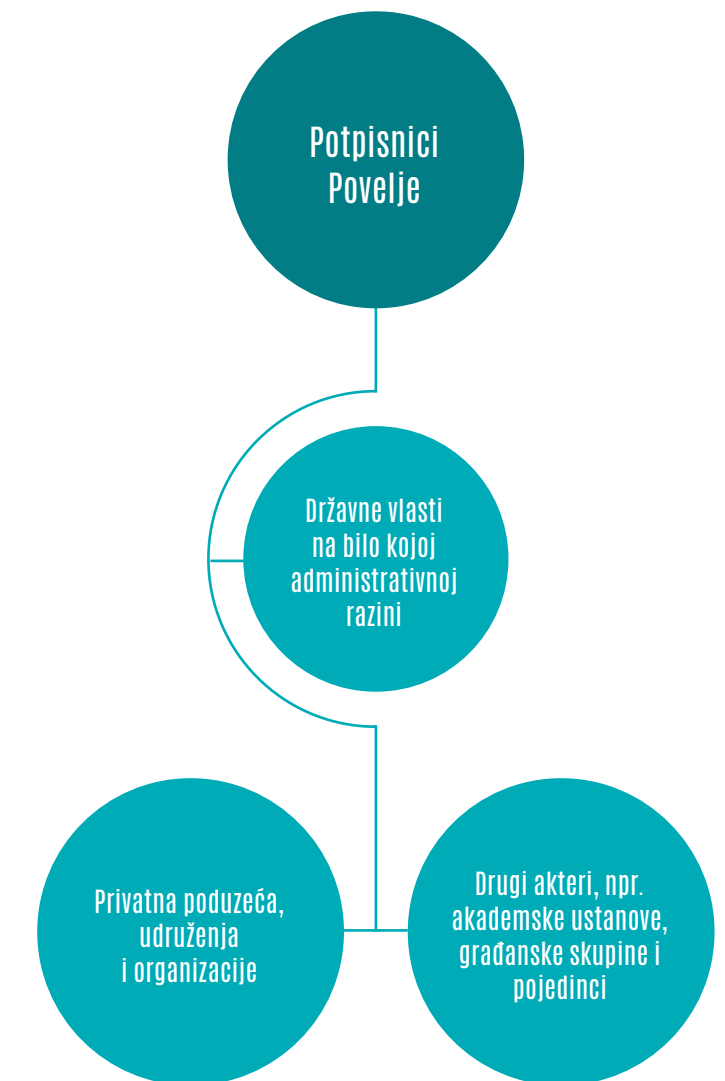 Potpisnici
Povelje
Državne vlasti
na bilo kojoj
administrativnoj
razini
Privatna poduzeća,
udruženja
i organizacije
Drugi akteri, npr.
akademske ustanove,
građanske skupine i
pojedinci